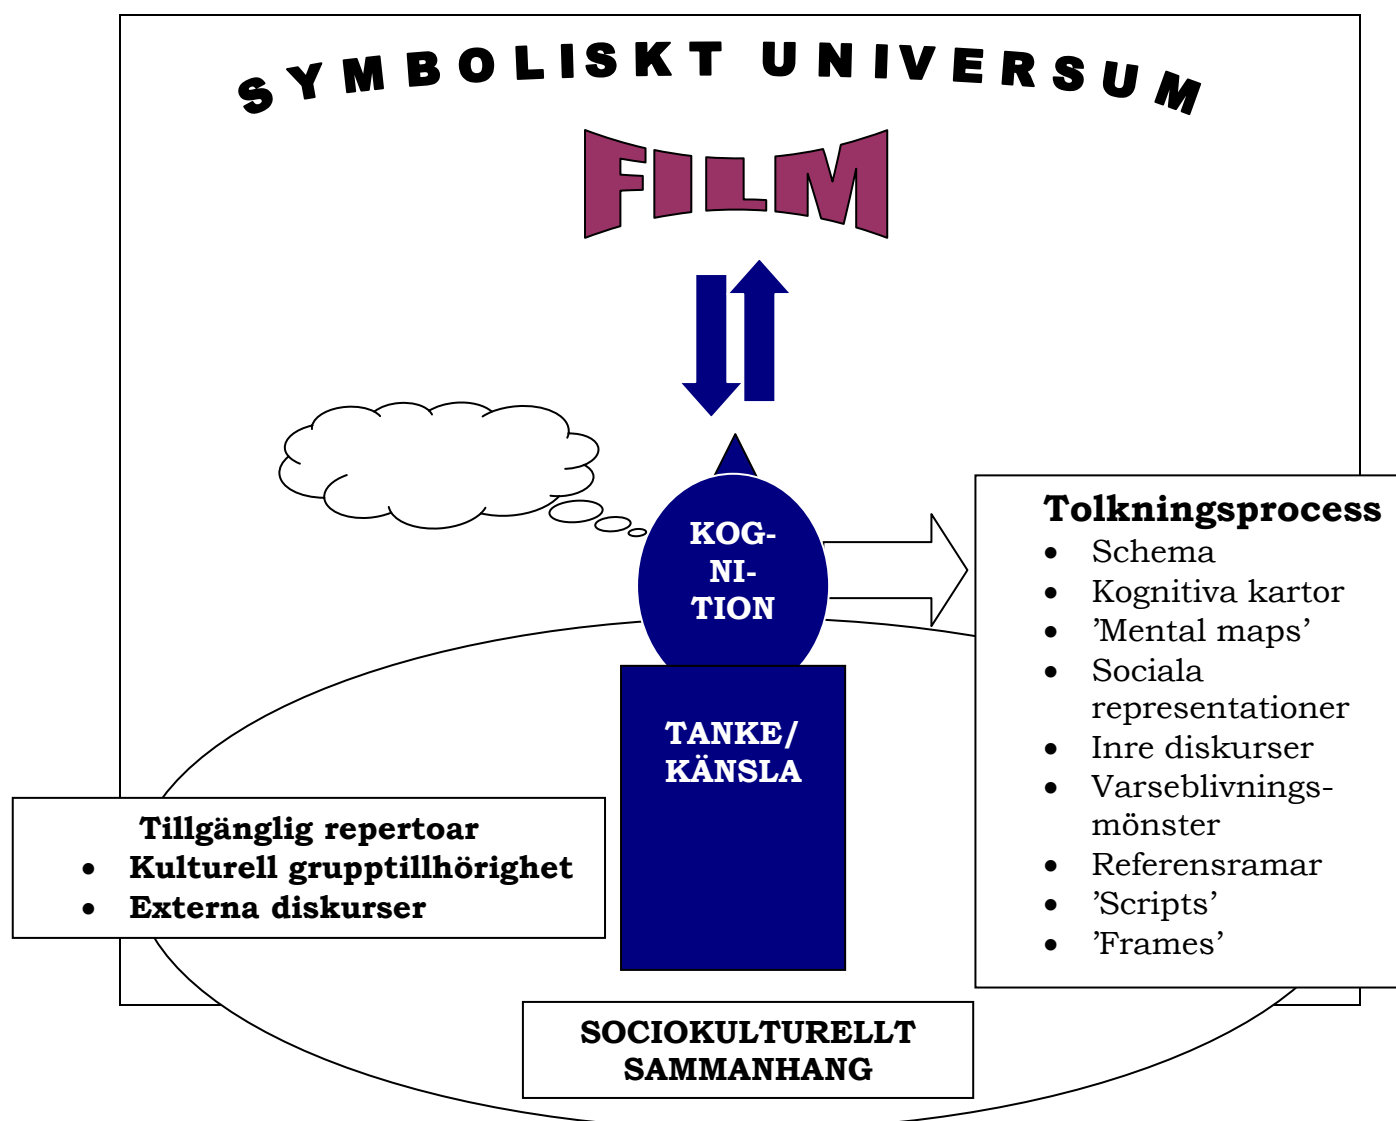 SYMBOLISKT UNIVERSUM
FILM
KOG-
NI-
TION
TANKE/
KÄNSLA
Tolkningsprocess
• Schema
• Kognitiva kartor
• ’Mental maps’
• Sociala
representationer
• Inre diskurser
• Varseblivnings-
mönster
• Referensramar
• ’Scripts’
• ’Frames’
Tillgänglig repertoar
• Kulturell grupptillhörighet
• Externa diskurser
SOCIOKULTURELLT
SAMMANHANG